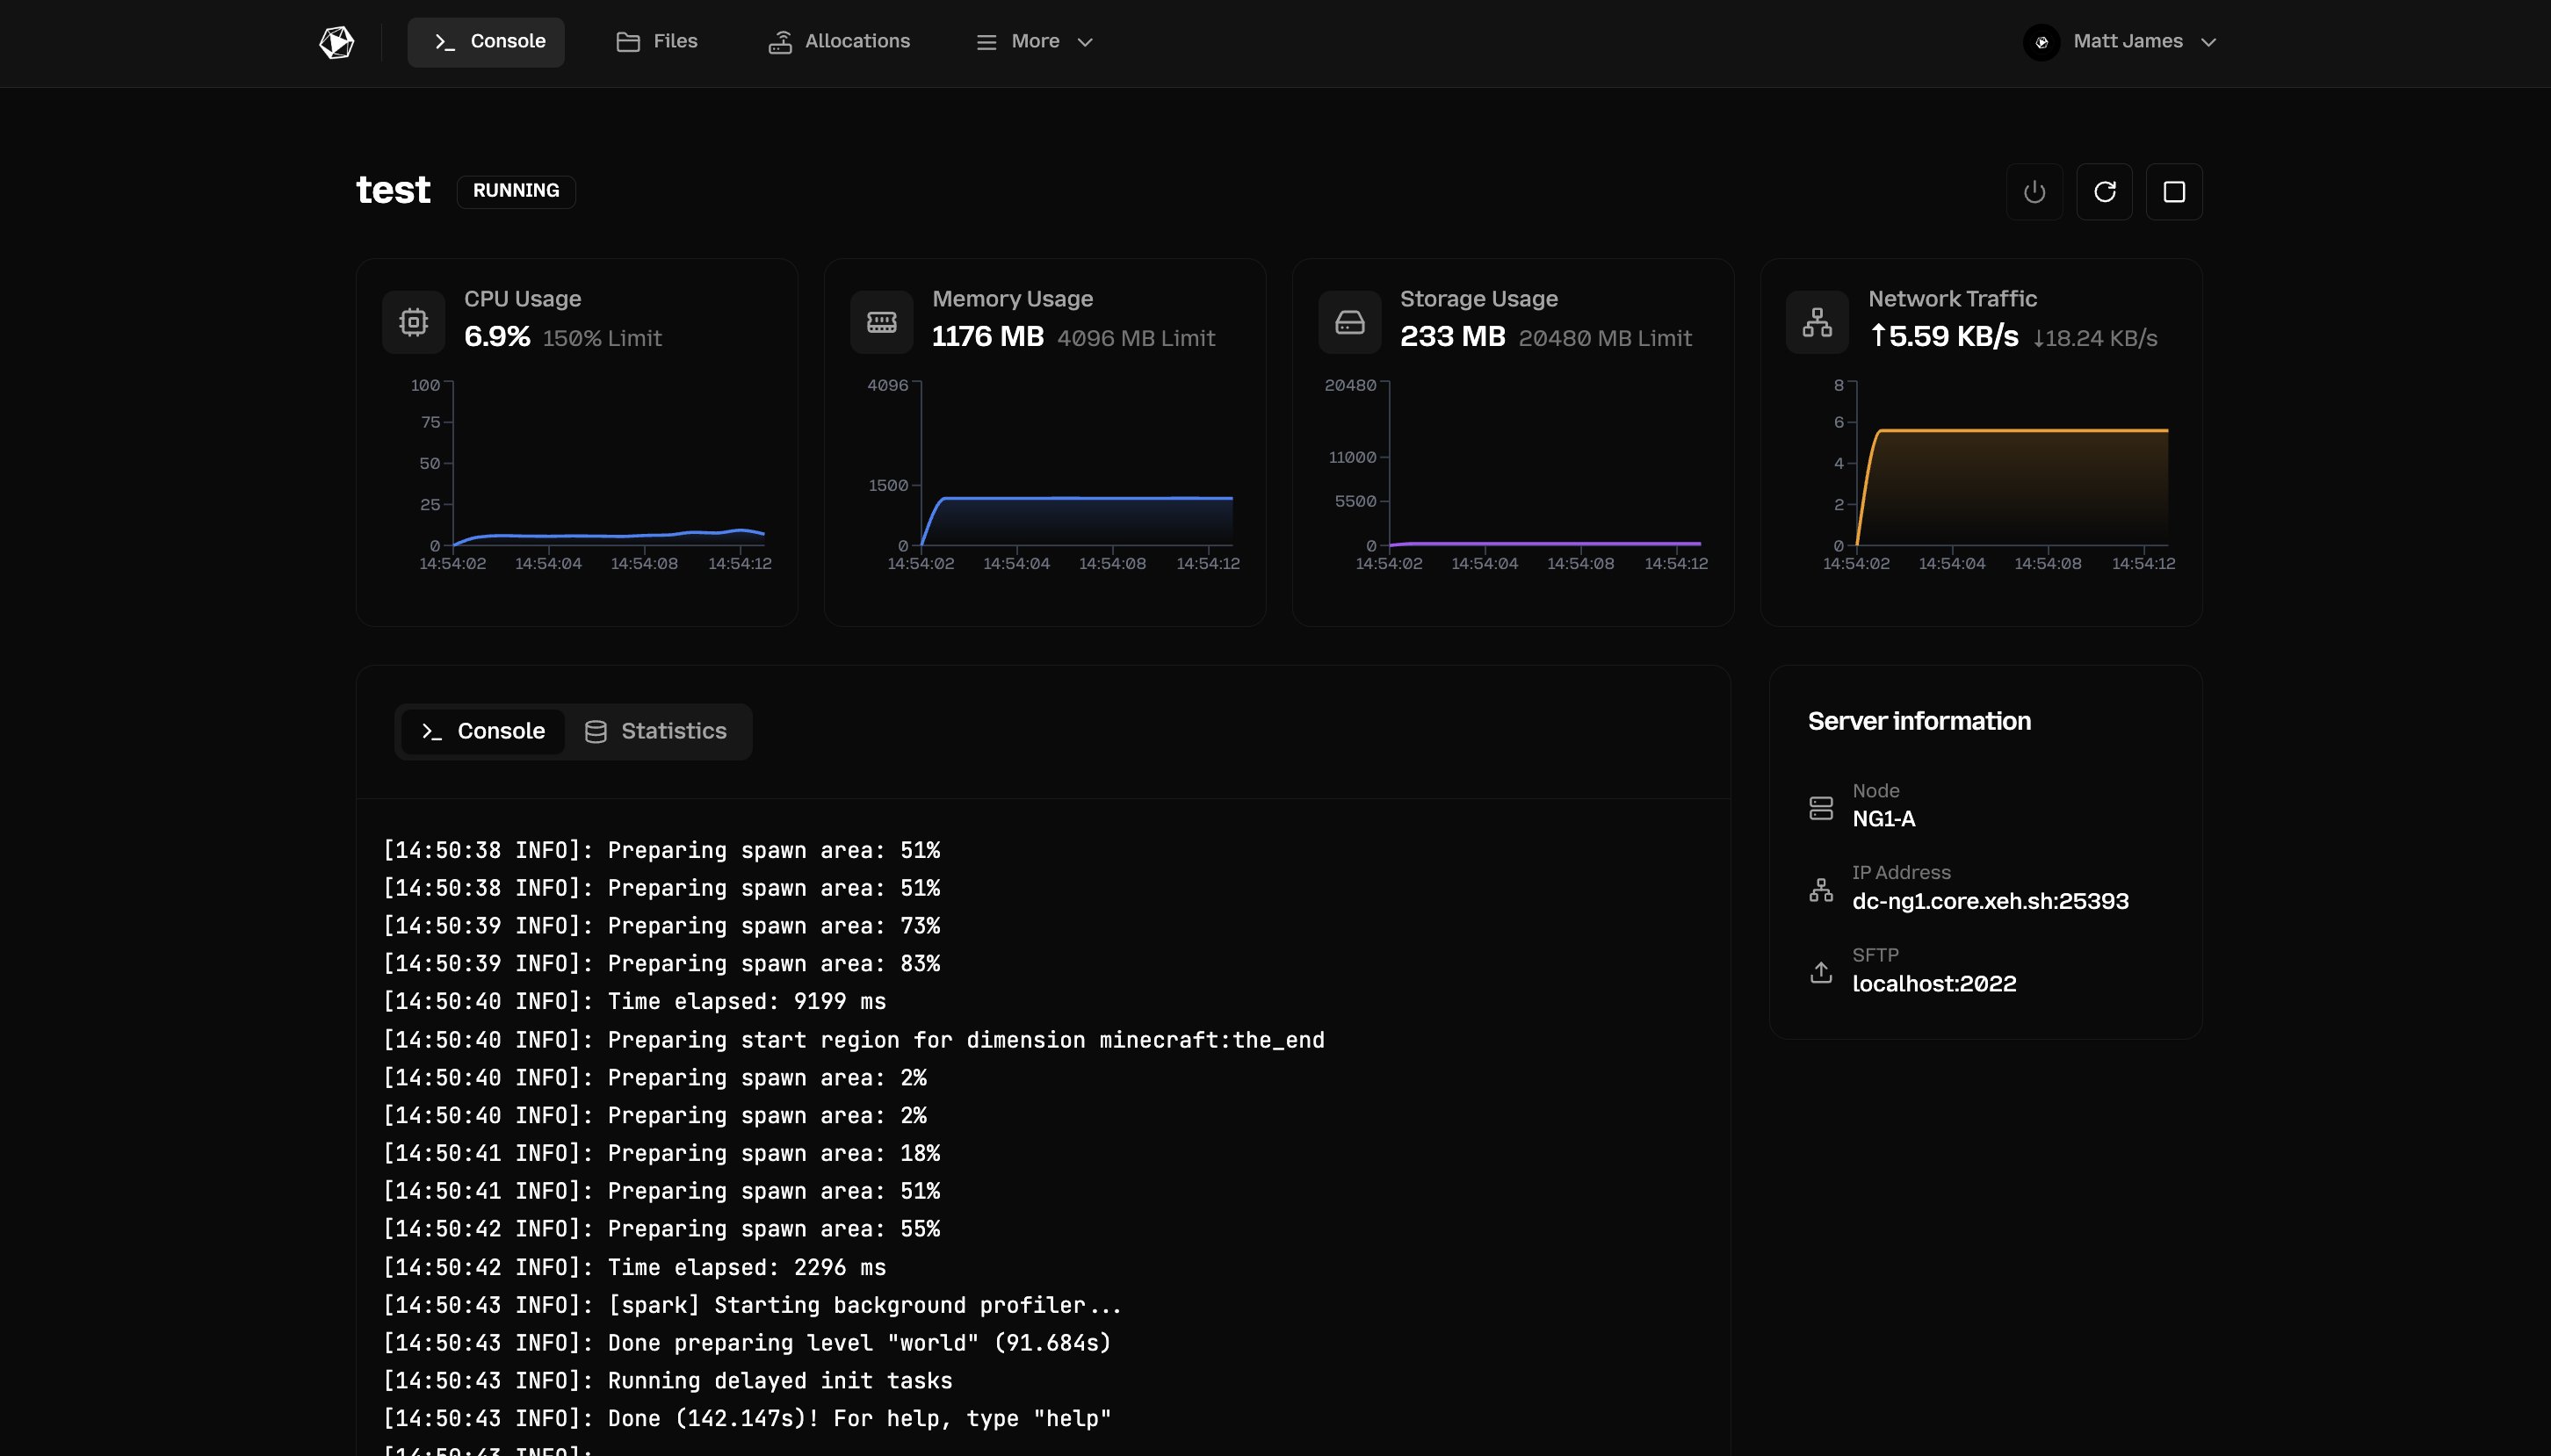 Console
Files
Allocations
More
Matt James
test
RUNNING
CPU Usage
6.9% 150% Limit
100
75
50
25
0
14:54:02 14:54:04 14:54:08 14:54:12
Memory Usage
1176 MB 4096 MB Limit
4096
1500
0
14:54:02 14:54:04 14:54:08 14:54:12
Storage Usage
233 MB 20480 MB Limit
20480
11000
5500
0
14:54:02 14:54:04 14:54:08 14:54:12
Network Traffic
↑5.59 KB/s ↓18.24 KB/s
8
6
4
2
0
14:54:02 14:54:04 14:54:08 14:54:12
Console
Statistics
[14:50:38 INFO]: Preparing spawn area: 51%
[14:50:38 INFO]: Preparing spawn area: 51%
[14:50:39 INFO]: Preparing spawn area: 73%
[14:50:39 INFO]: Preparing spawn area: 83%
[14:50:40 INFO]: Time elapsed: 9199 ms
[14:50:40 INFO]: Preparing start region for dimension minecraft:the_end
[14:50:40 INFO]: Preparing spawn area: 2%
[14:50:40 INFO]: Preparing spawn area: 2%
[14:50:41 INFO]: Preparing spawn area: 18%
[14:50:41 INFO]: Preparing spawn area: 51%
[14:50:42 INFO]: Preparing spawn area: 55%
[14:50:42 INFO]: Time elapsed: 2296 ms
[14:50:43 INFO]: [spark] Starting background profiler...
[14:50:43 INFO]: Done preparing level "world" (91.684s)
[14:50:43 INFO]: Running delayed init tasks
[14:50:43 INFO]: Done (142.147s)! For help, type "help"
[14:50:43 INFO]:
Server information
Node
NG1-A
IP Address
dc-ng1.core.xeh.sh:25393
SFTP
localhost:2022